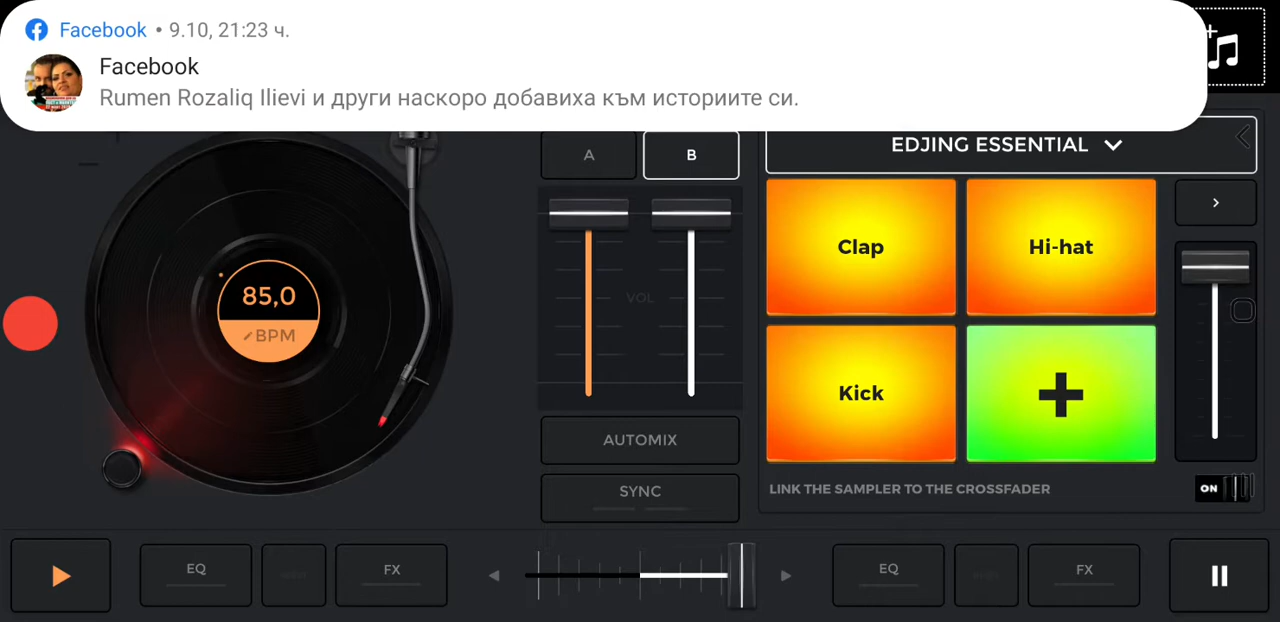 Facebook • 9.10, 21:23 ч.
Facebook
Rumen Rozaliq Ilievi и други наскоро добавиха към историите си.
A
B
EDJING ESSENTIAL
85,0
BPM
VOL
Clap
Hi-hat
Kick
AUTOMIX
SYNC
LINK THE SAMPLER TO THE CROSSFADER
ON
EQ
FX
EQ
FX